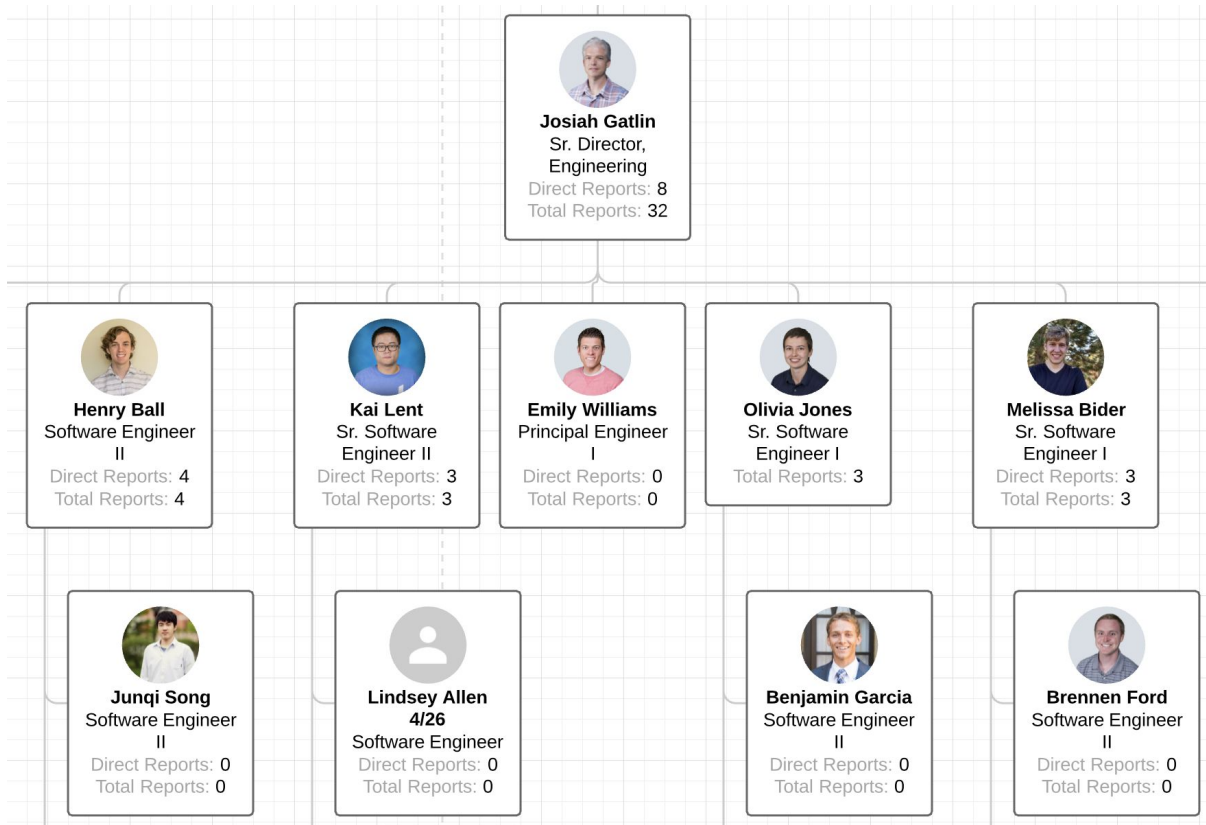 Josiah Gatlin
Sr. Director,
Engineering
Direct Reports: 8
Total Reports: 32
Henry Ball
Software Engineer
II
Direct Reports: 4
Total Reports: 4
Kai Lent
Sr. Software
Engineer II
Direct Reports: 3
Total Reports: 3
Emily Williams
Principal Engineer
I
Direct Reports: 0
Total Reports: 0
Olivia Jones
Sr. Software
Engineer I
Total Reports: 3
Melissa Bider
Sr. Software
Engineer I
Direct Reports: 3
Total Reports: 3
Junqi Song
Software Engineer
II
Direct Reports: 0
Total Reports: 0
Lindsey Allen
4/26
Software Engineer
Direct Reports: 0
Total Reports: 0
Benjamin Garcia
Software Engineer
II
Direct Reports: 0
Total Reports: 0
Brennen Ford
Software Engineer
II
Direct Reports: 0
Total Reports: 0